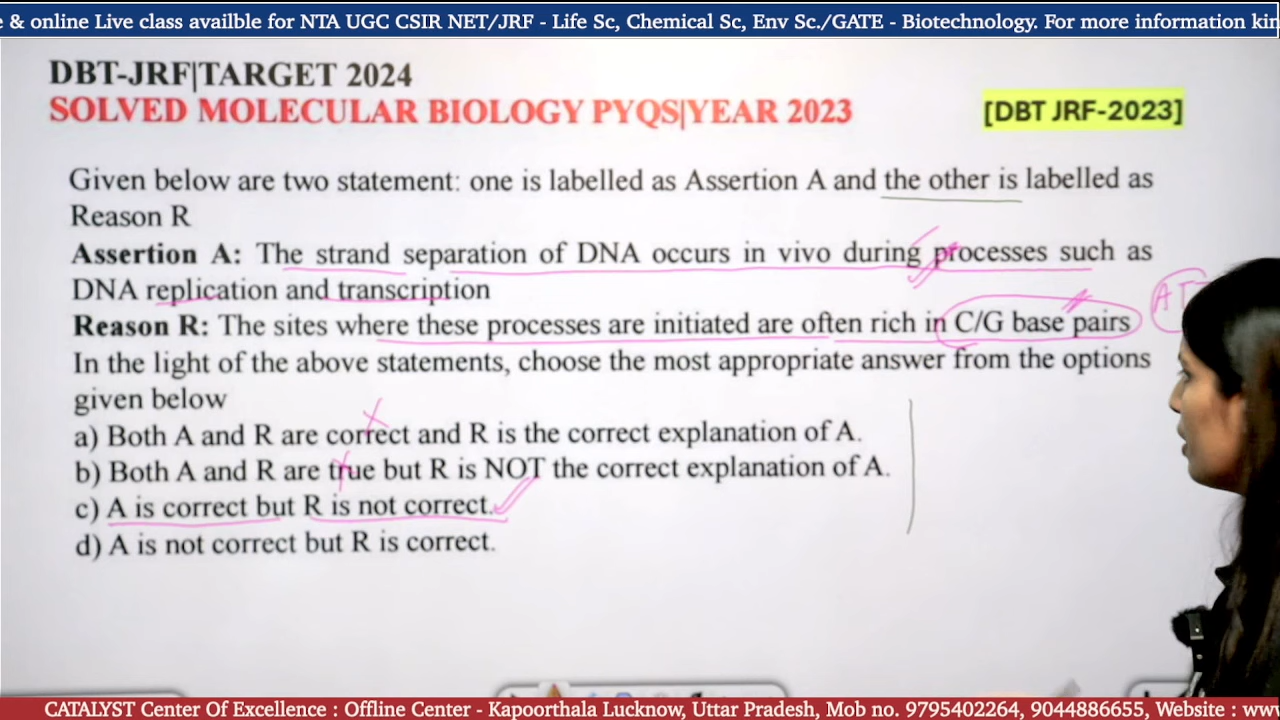 e & online Live class availble for NTA UGC CSIR NET/JRF - Life Sc, Chemical Sc, Env Sc./GATE - Biotechnology. For more information kin
DBT-JRF|TARGET 2024
SOLVED MOLECULAR BIOLOGY PYQS|YEAR 2023
[DBT JRF-2023]
Given below are two statement: one is labelled as Assertion A and the other is labelled as
Reason R
Assertion A: The strand separation of DNA occurs in vivo during processes such as
DNA replication and transcription
Reason R: The sites where these processes are initiated are often rich in C/G base pairs
AT
In the light of the above statements, choose the most appropriate answer from the options
given below
a) Both A and R are correct and R is the correct explanation of A.
b) Both A and R are true but R is NOT the correct explanation of A.
c) A is correct but R is not correct.
d) A is not correct but R is correct.
CATALYST Center Of Excellence : Offline Center - Kapoorthala Lucknow, Uttar Pradesh, Mob no. 9795402264, 9044886655, Website : www